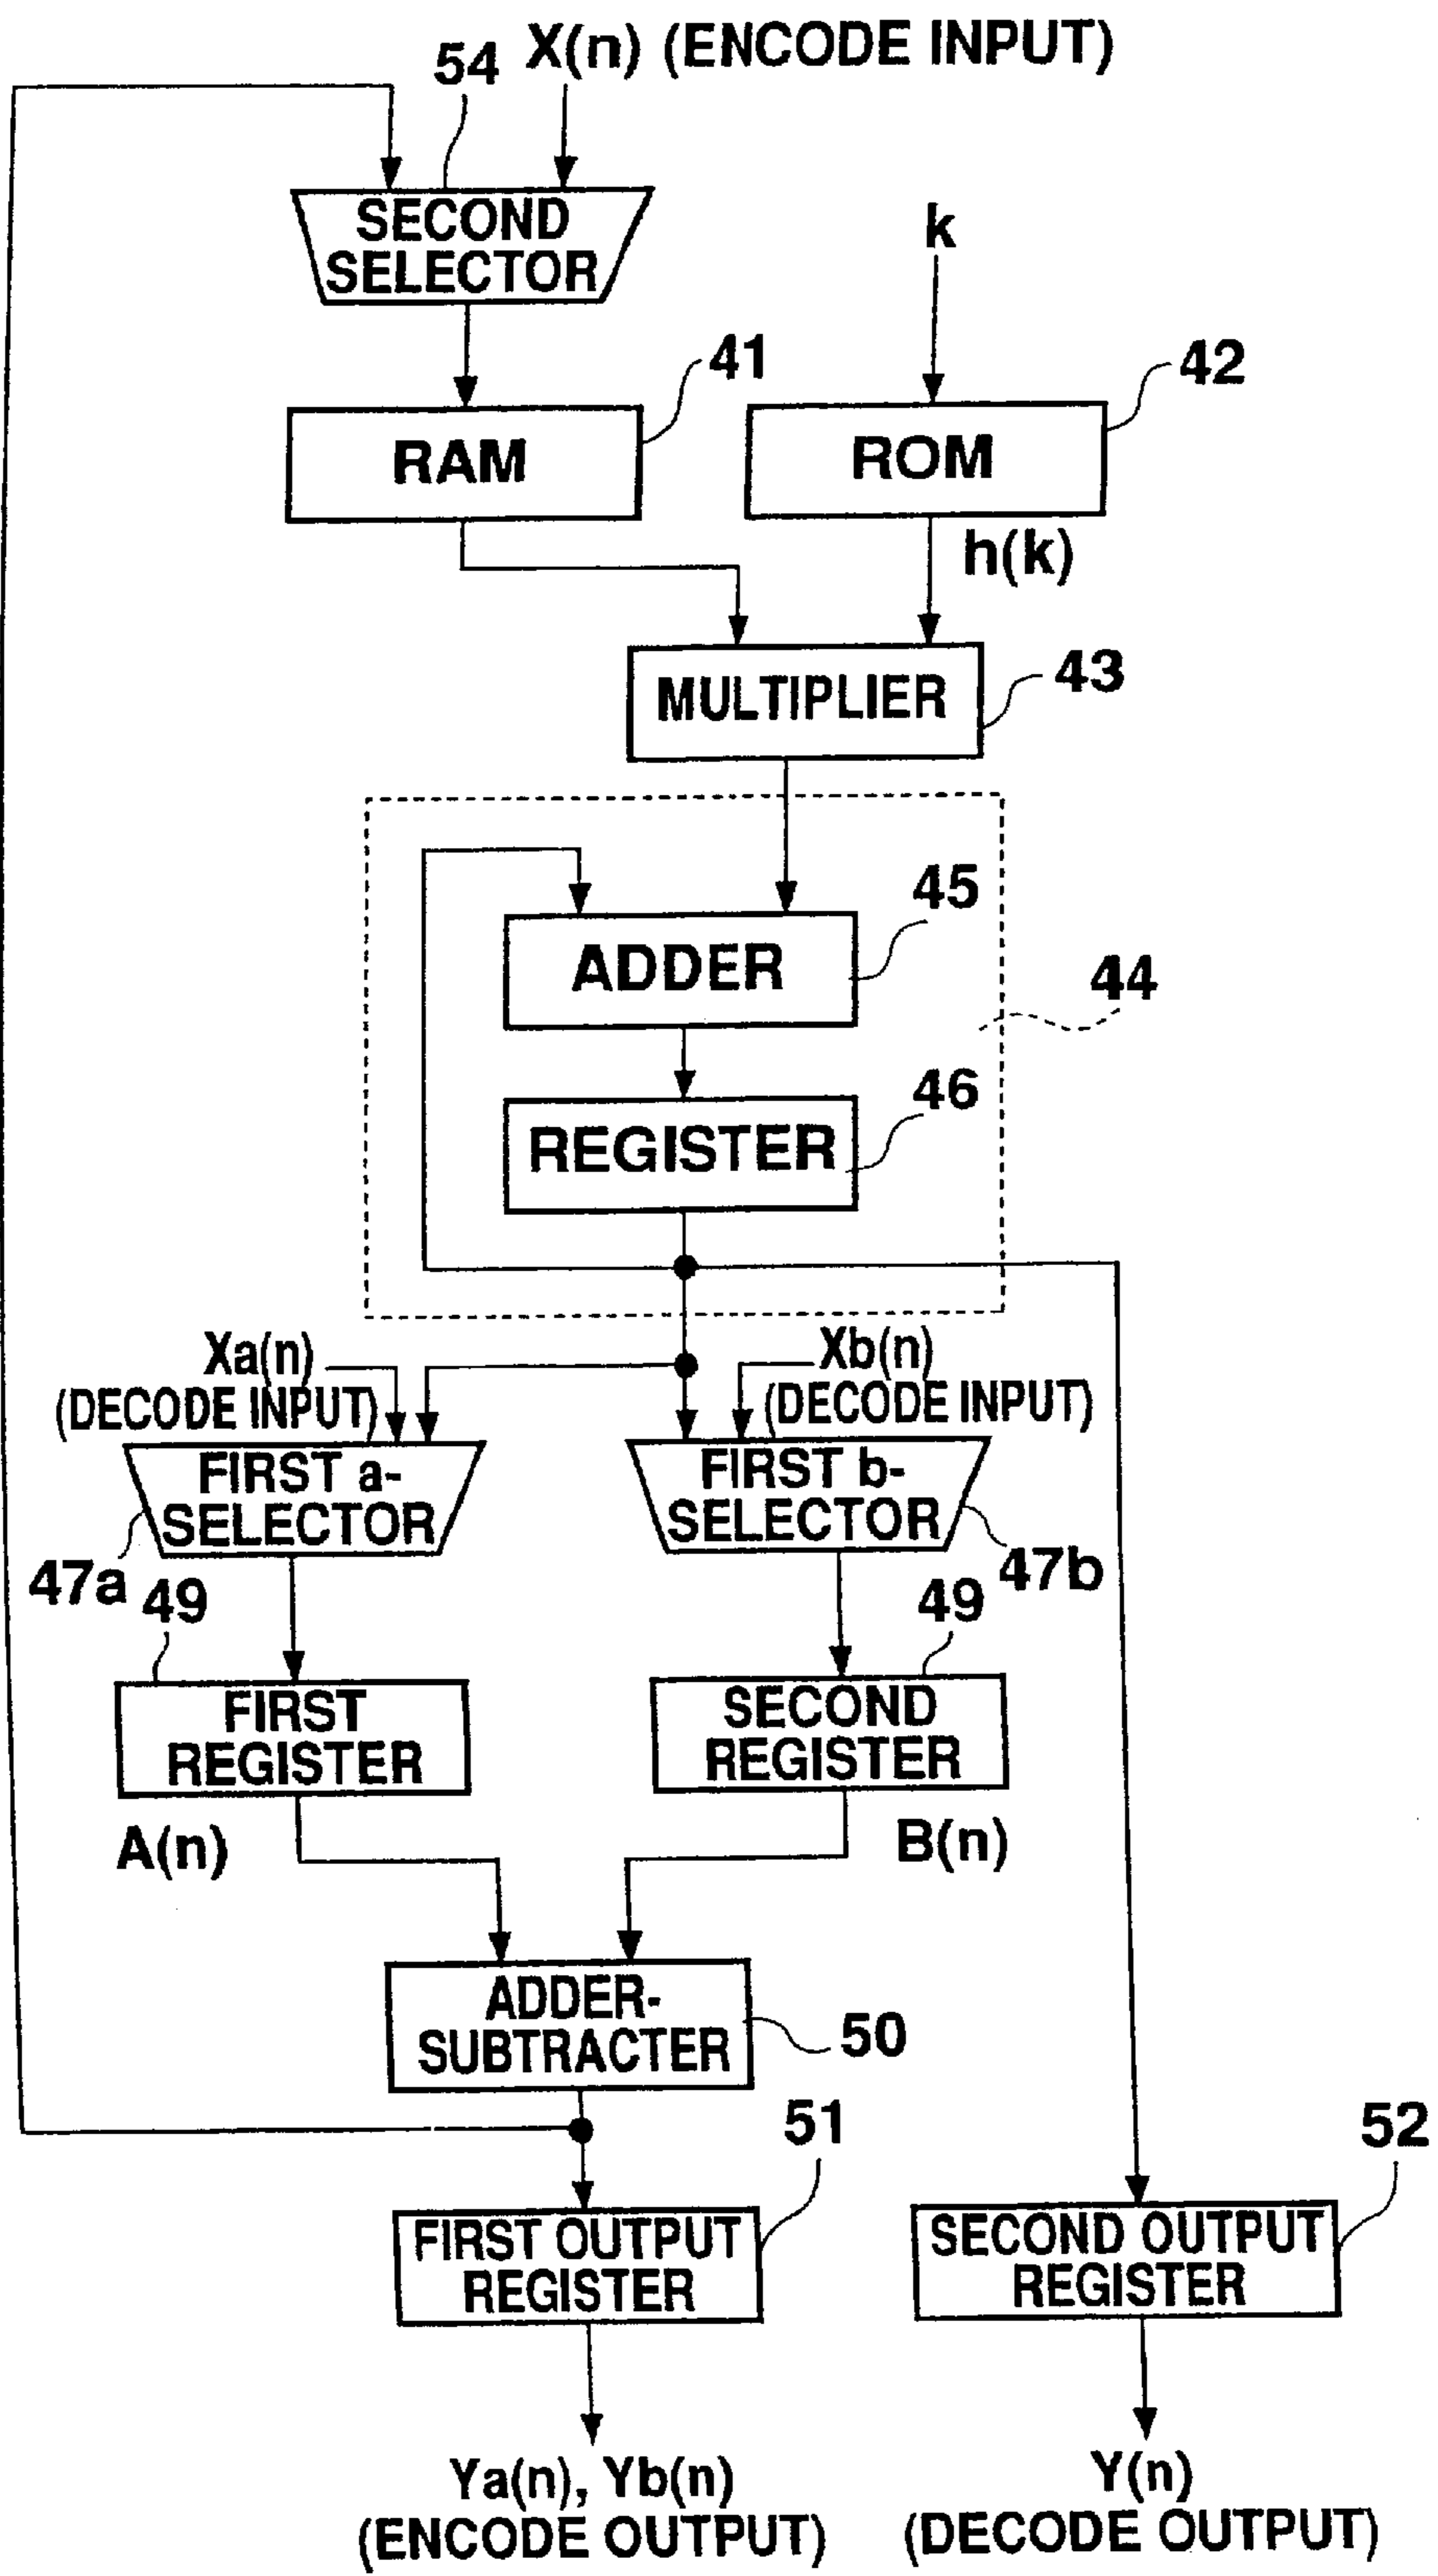 54
X(n) (ENCODE INPUT)
SECOND
SELECTOR
k
41
42
RAM
ROM
h(k)
MULTIPLIER
43
45
ADDER
44
46
REGISTER
Xa(n)
(DECODE INPUT)
Xb(n)
(DECODE INPUT)
FIRST a-
SELECTOR
FIRST b-
SELECTOR
47a
47b
49
49
FIRST
REGISTER
SECOND
REGISTER
A(n)
B(n)
ADDER-
SUBTRACTER
50
51
52
FIRST OUTPUT
REGISTER
SECOND OUTPUT
REGISTER
Ya(n), Yb(n)
(ENCODE OUTPUT)
Y(n)
(DECODE OUTPUT)